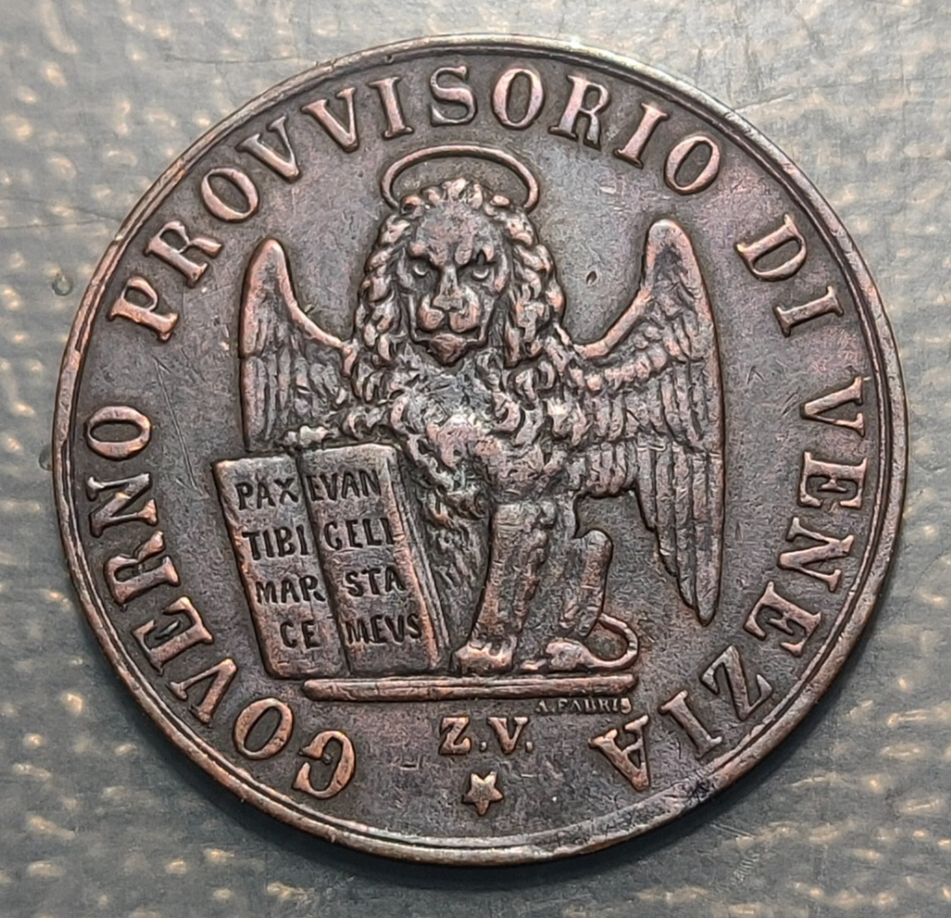 GOVERNO PROVVISORIO DI VENEZIA
PAX EVAN
TIBI GELI
MAR STA
CE MEVS
A. FABRIS
Z.V.